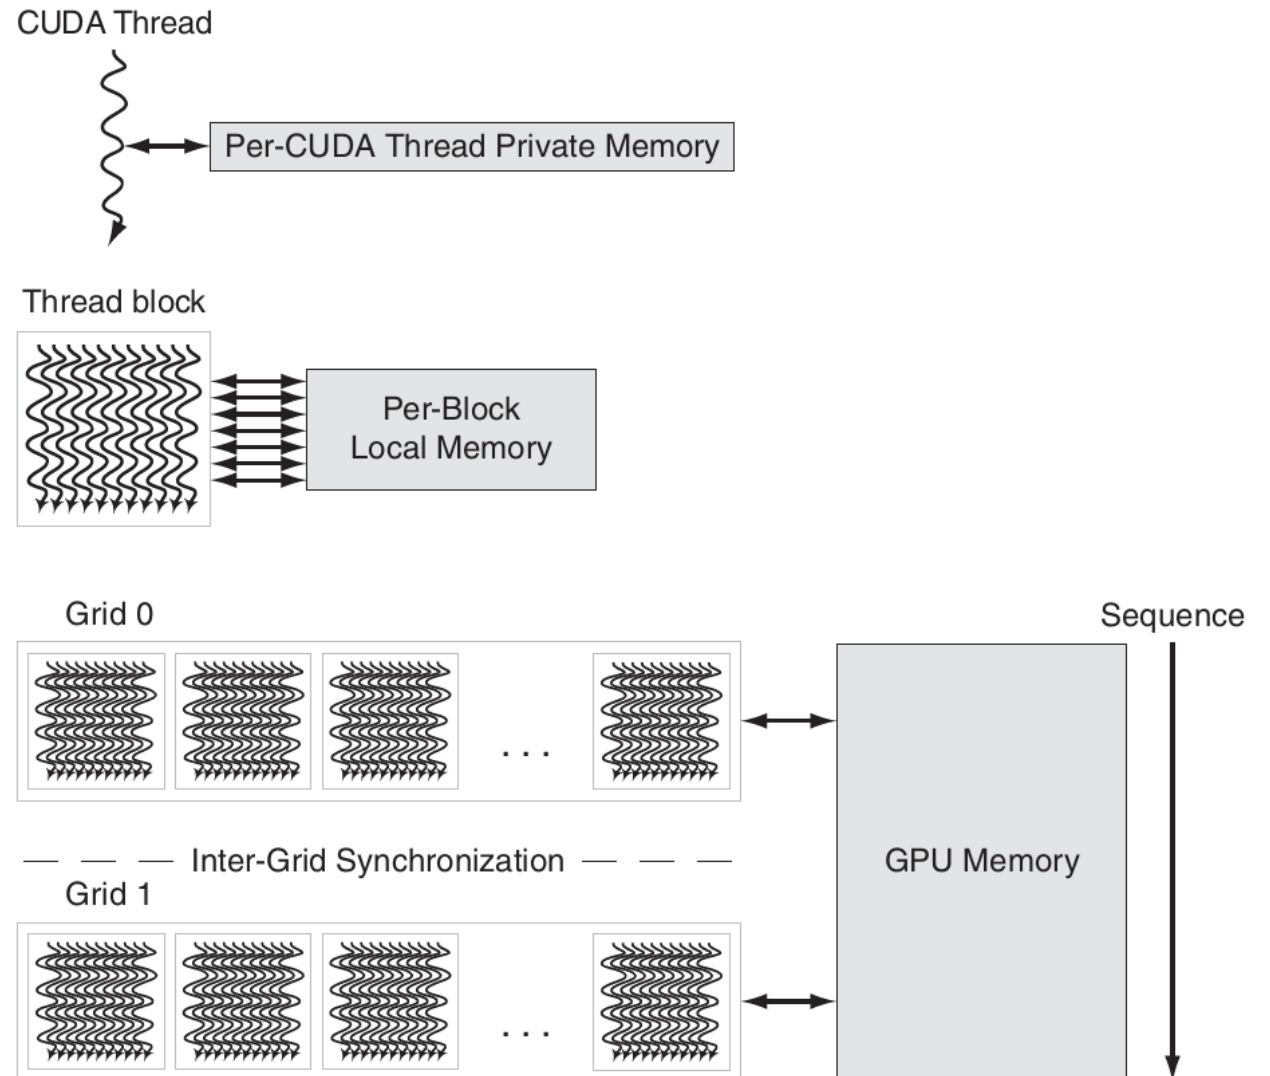 CUDA Thread
Per-CUDA Thread Private Memory
Thread block
Per-Block
Local Memory
Grid 0
Sequence
. . .
Inter-Grid Synchronization
GPU Memory
Grid 1
. . .